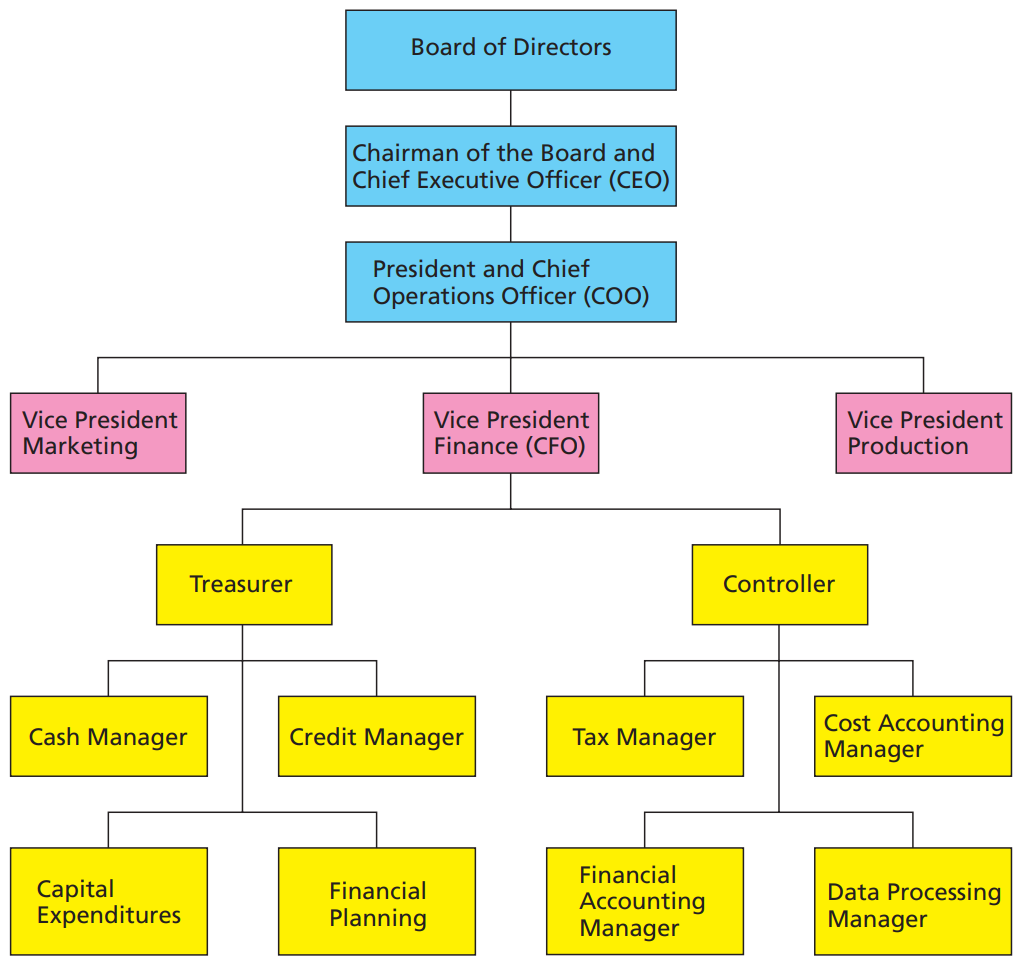 Board of Directors
Chairman of the Board and
Chief Executive Officer (CEO)
President and Chief
Operations Officer (COO)
Vice President
Marketing
Vice President
Finance (CFO)
Vice President
Production
Treasurer
Controller
Cash Manager
Credit Manager
Tax Manager
Cost Accounting
Manager
Capital
Expenditures
Financial
Planning
Financial
Accounting
Manager
Data Processing
Manager